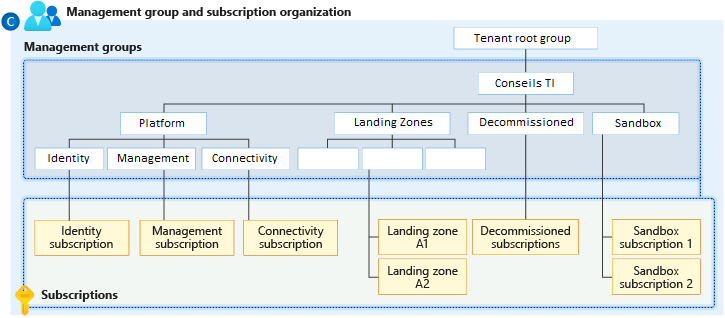 C
Management group and subscription organization
Management groups
Tenant root group
Conseils TI
Platform
Landing Zones
Decommissioned
Sandbox
Identity
Management
Connectivity
Identity
subscription
Management
subscription
Connectivity
subscription
Landing zone
A1
Landing zone
A2
Decommissioned
subscriptions
Sandbox
subscription 1
Sandbox
subscription 2
Subscriptions